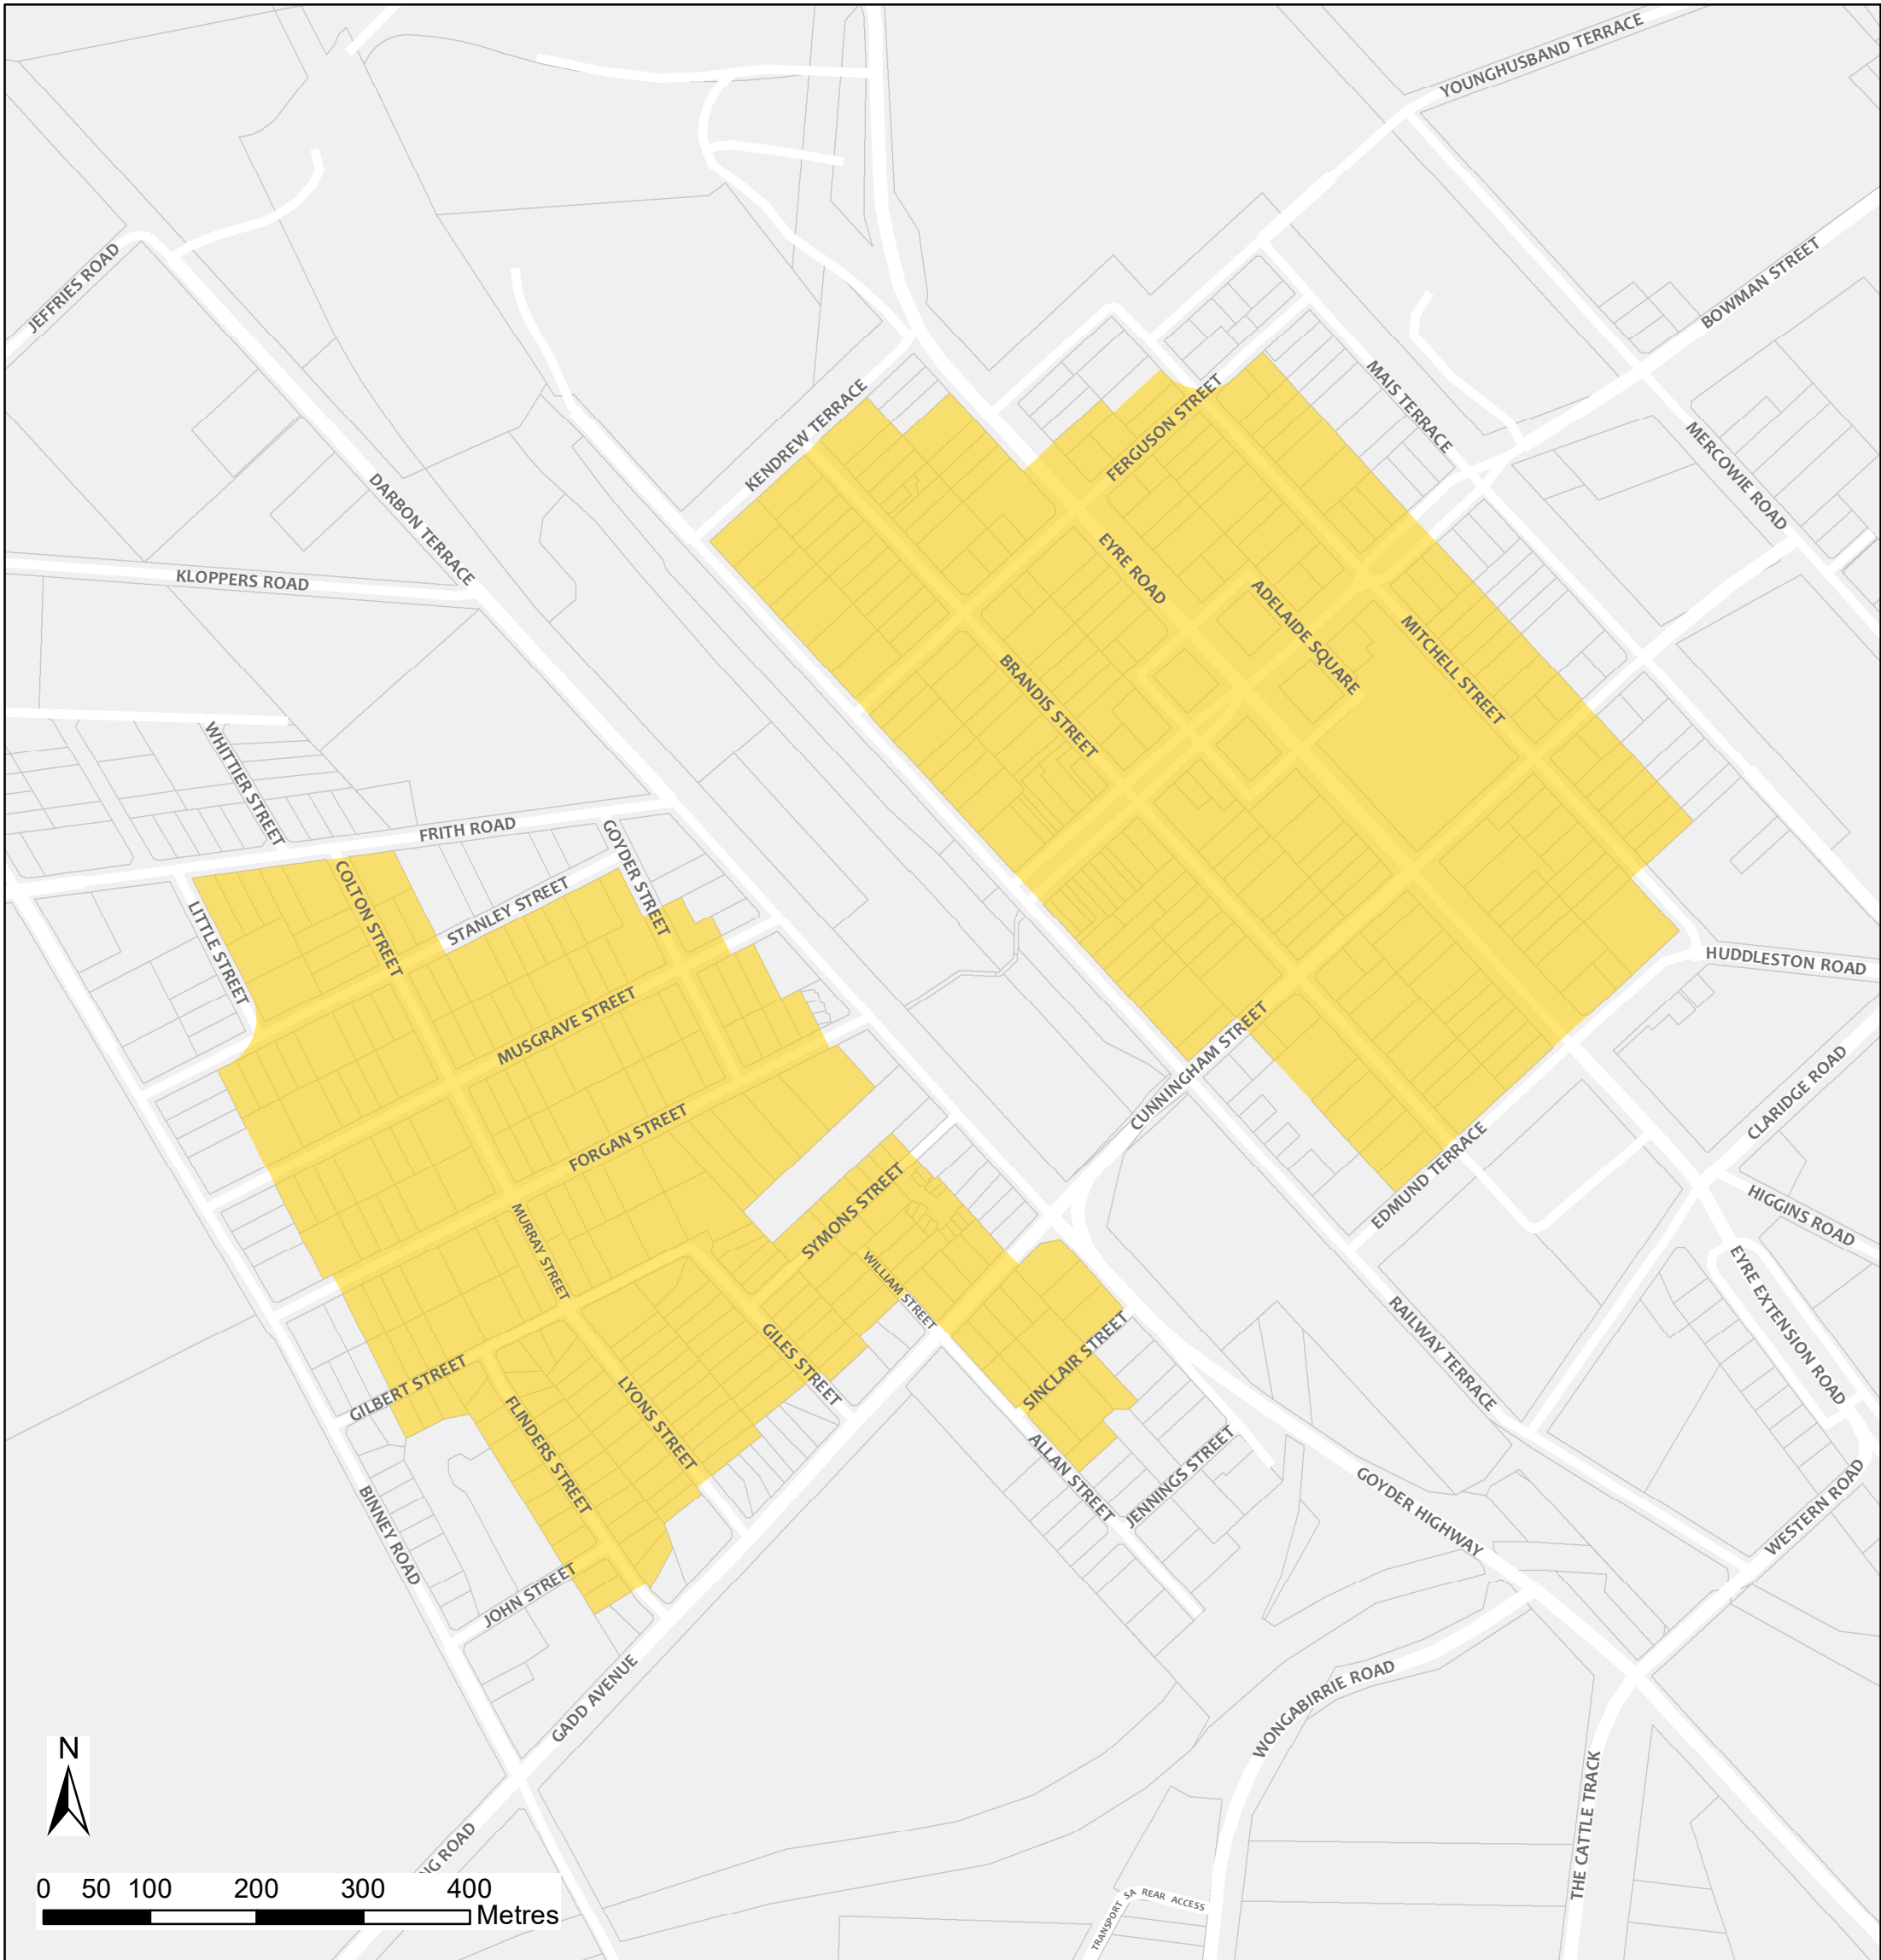 YOUNGHUSBAND TERRACE
JEFFRIES ROAD
BOWMAN STREET
MAIS TERRACE
KENDREW TERRACE
FERGUSON STREET
MERCOWIE ROAD
DARBON TERRACE
EYRE ROAD
KLOPPERS ROAD
ADELAIDE SQUARE
MITCHELL STREET
BRANDIS STREET
WHITTIER STREET
FRITH ROAD
GOYDER STREET
COLTON STREET
STANLEY STREET
LITTLE STREET
HUDDLESTON ROAD
MUSGRAVE STREET
CUNNINGHAM STREET
CLARIDGE ROAD
FORGAN STREET
EDMUND TERRACE
SYMONS STREET
HIGGINS ROAD
MURRAY STREET
WILLIAM STREET
EYRE EXTENSION ROAD
RAILWAY TERRACE
GILES STREET
SINCLAIR STREET
GILBERT STREET
LYONS STREET
FLINDERS STREET
ALLAN STREET
JENNINGS STREET
GOYDER HIGHWAY
WESTERN ROAD
BINNEY ROAD
JOHN STREET
GADD AVENUE
WONGABIRRIE ROAD
N
THE CATTLE TRACK
ROAD
0 50 100 200 300 400
Metres
TRANSPORT SA REAR ACCESS